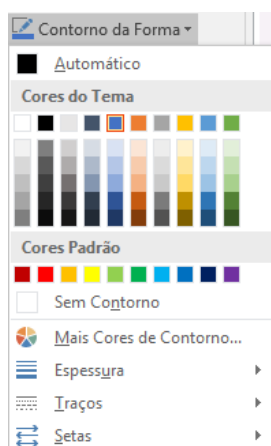 Contorno da Forma
Automático
Cores do Tema
Cores Padrão
Sem Contorno
Mais Cores de Contorno...
Espessura
Traços
Setas